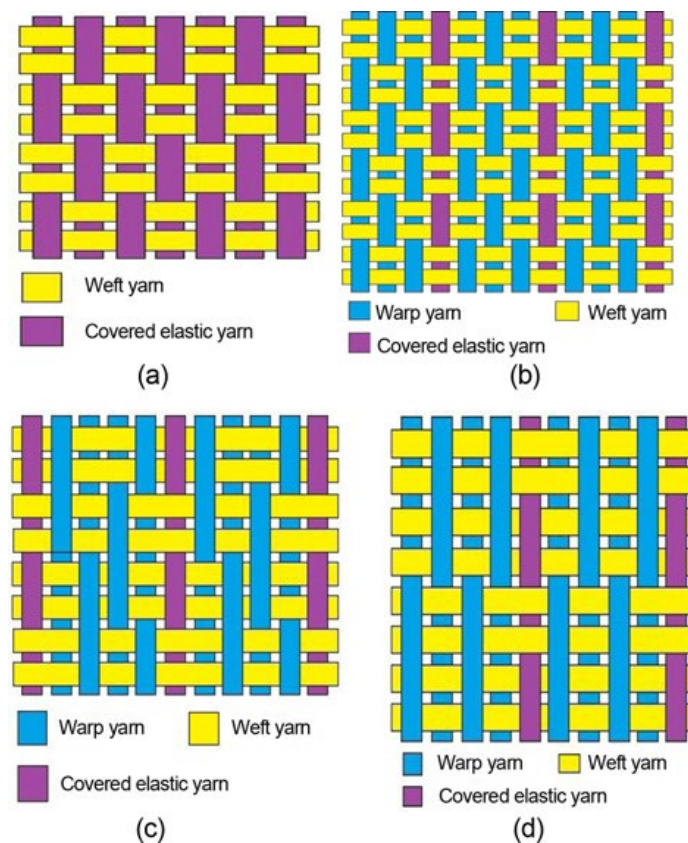 Weft yarn
Covered elastic yarn
(a)
Warp yarn Weft yarn
Covered elastic yarn
(b)
Warp yarn Weft yarn
Covered elastic yarn
(c)
Warp yarn Weft yarn
Covered elastic yarn
(d)